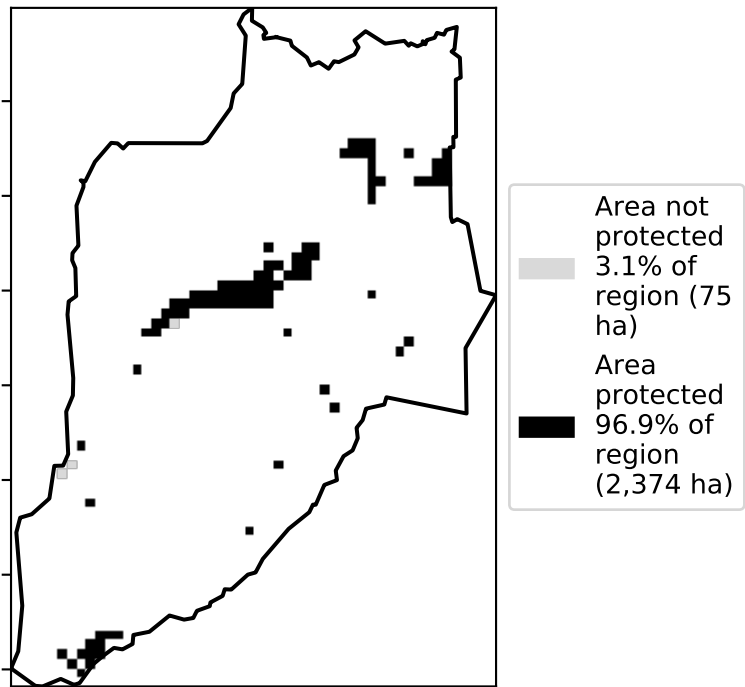 Area not
protected
3.1% of
region (75
ha)
Area
protected
96.9% of
region
(2,374 ha)